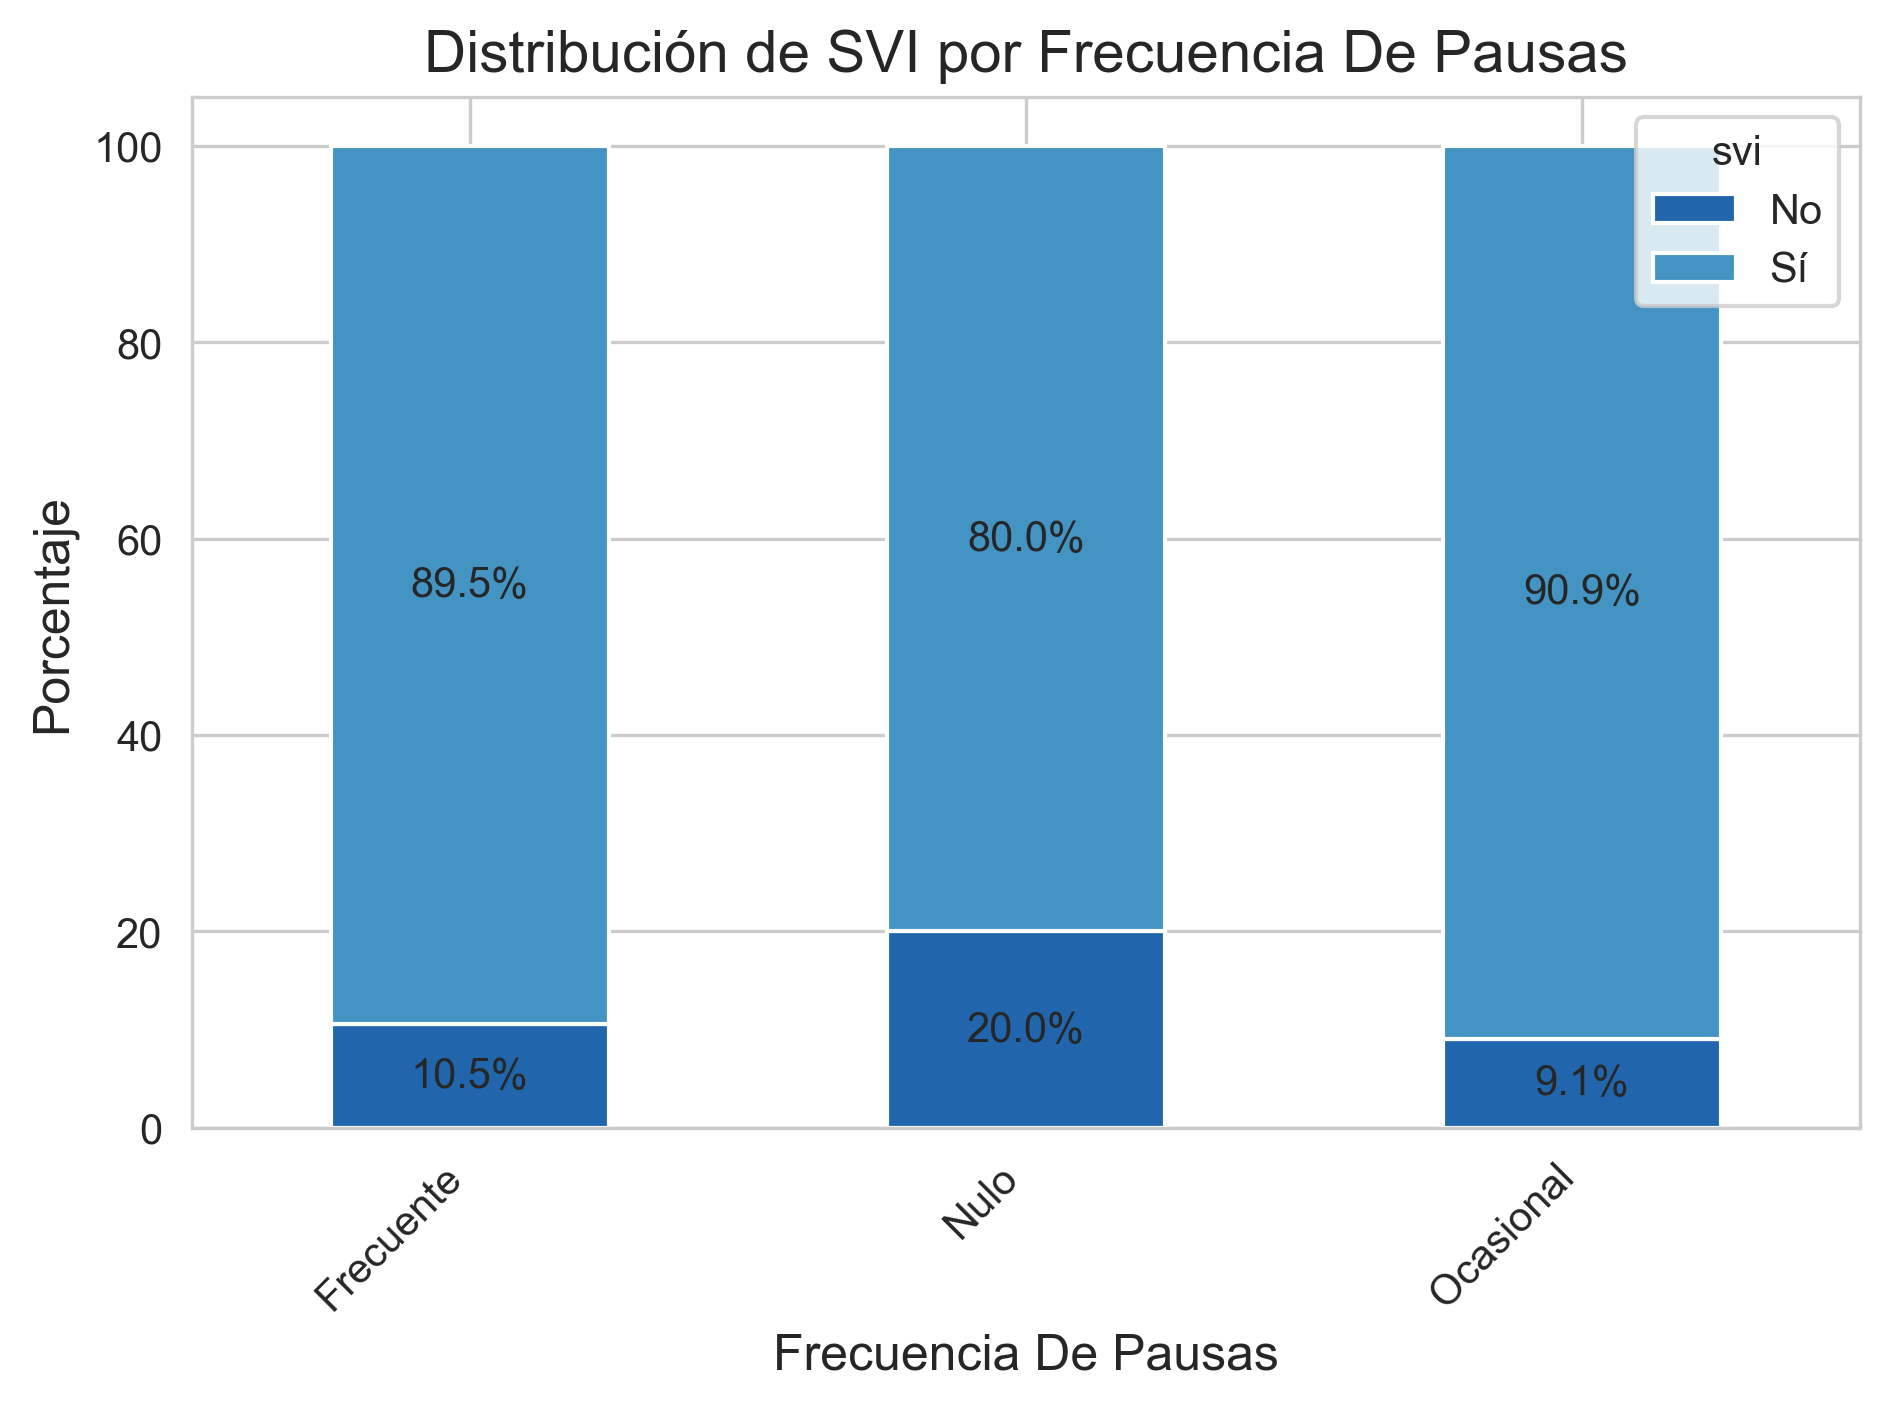 Distribución de SVI por Frecuencia De Pausas
svi
No
Sí
Porcentaje
100
80
60
40
20
0
89.5%
80.0%
90.9%
10.5%
20.0%
9.1%
Frecuente
Nulo
Ocasional
Frecuencia De Pausas